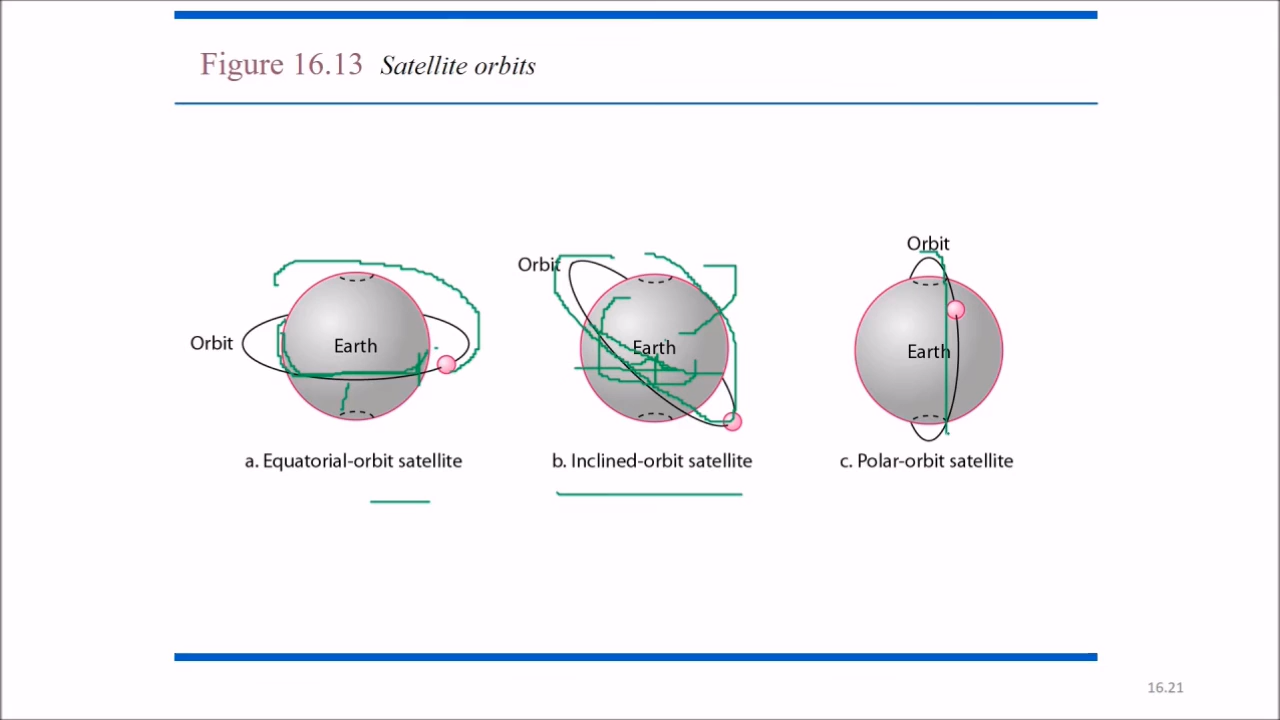 Figure 16.13 Satellite orbits
Orbit
Earth
a. Equatorial-orbit satellite
Orbit
Earth
b. Inclined-orbit satellite
Orbit
Earth
c. Polar-orbit satellite
16.21